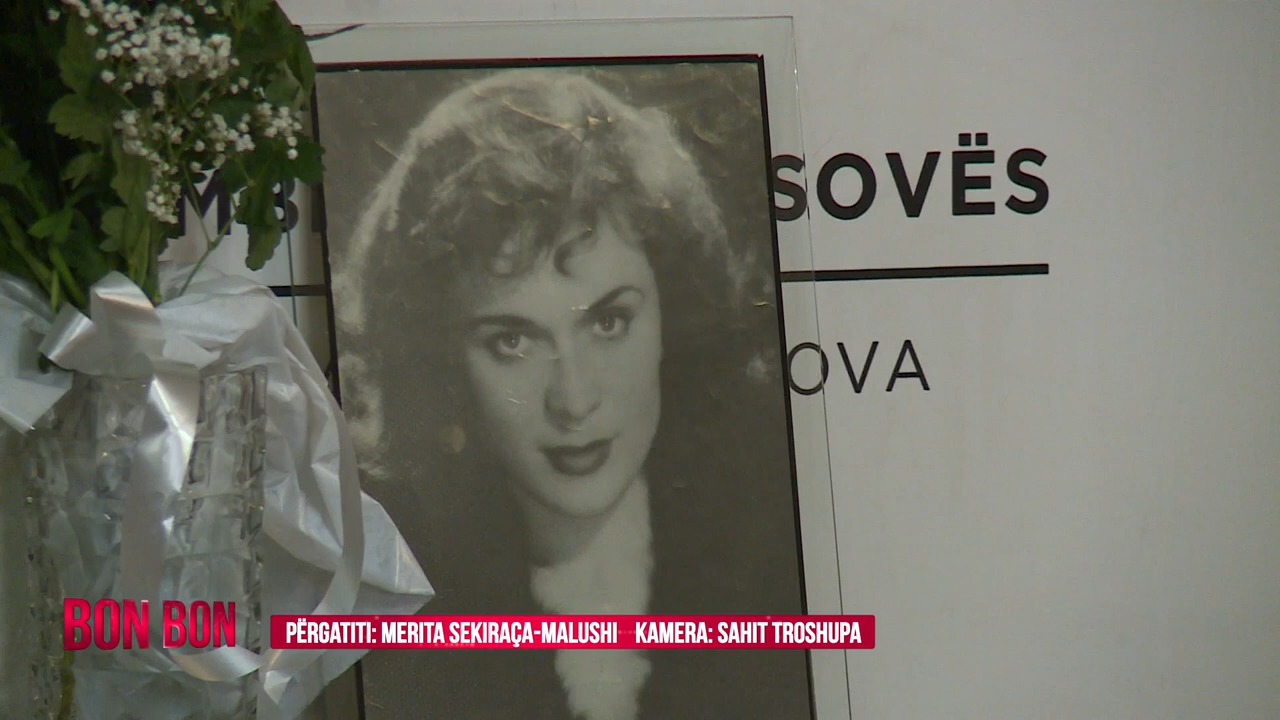 SOVËS
OVA
BON BON
PËRGATITI: MERITA SEKIRAÇA-MALUSHI KAMERA: SAHIT TROSHUPA